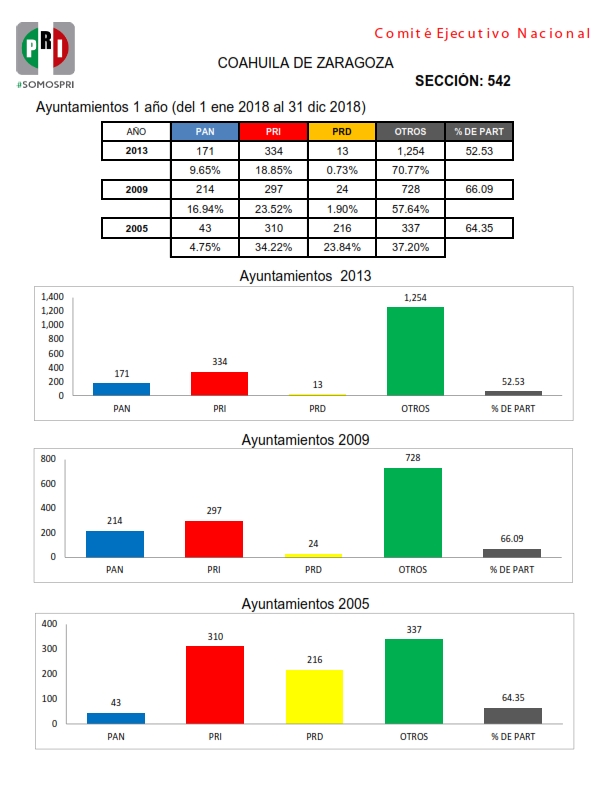 PRI
#SOMOSPRI
Comité Ejecutivo Nacional
COAHUILA DE ZARAGOZA
SECCIÓN: 542
Ayuntamientos 1 año (del 1 ene 2018 al 31 dic 2018)
AÑO PAN PRI PRD OTROS % DE PART
2013 171 334 13 1,254 52.53
9.65% 18.85% 0.73% 70.77%
2009 214 297 24 728 66.09
16.94% 23.52% 1.90% 57.64%
2005 43 310 216 337 64.35
4.75% 34.22% 23.84% 37.20%
Ayuntamientos 2013
1,400
1,200
1,000
800
600
400
200
0
171
334
13
1,254
52.53
PAN PRI PRD OTROS % DE PART
Ayuntamientos 2009
800
600
400
200
0
214
297
24
728
66.09
PAN PRI PRD OTROS % DE PART
Ayuntamientos 2005
400
300
200
100
0
43
310
216
337
64.35
PAN PRI PRD OTROS % DE PART